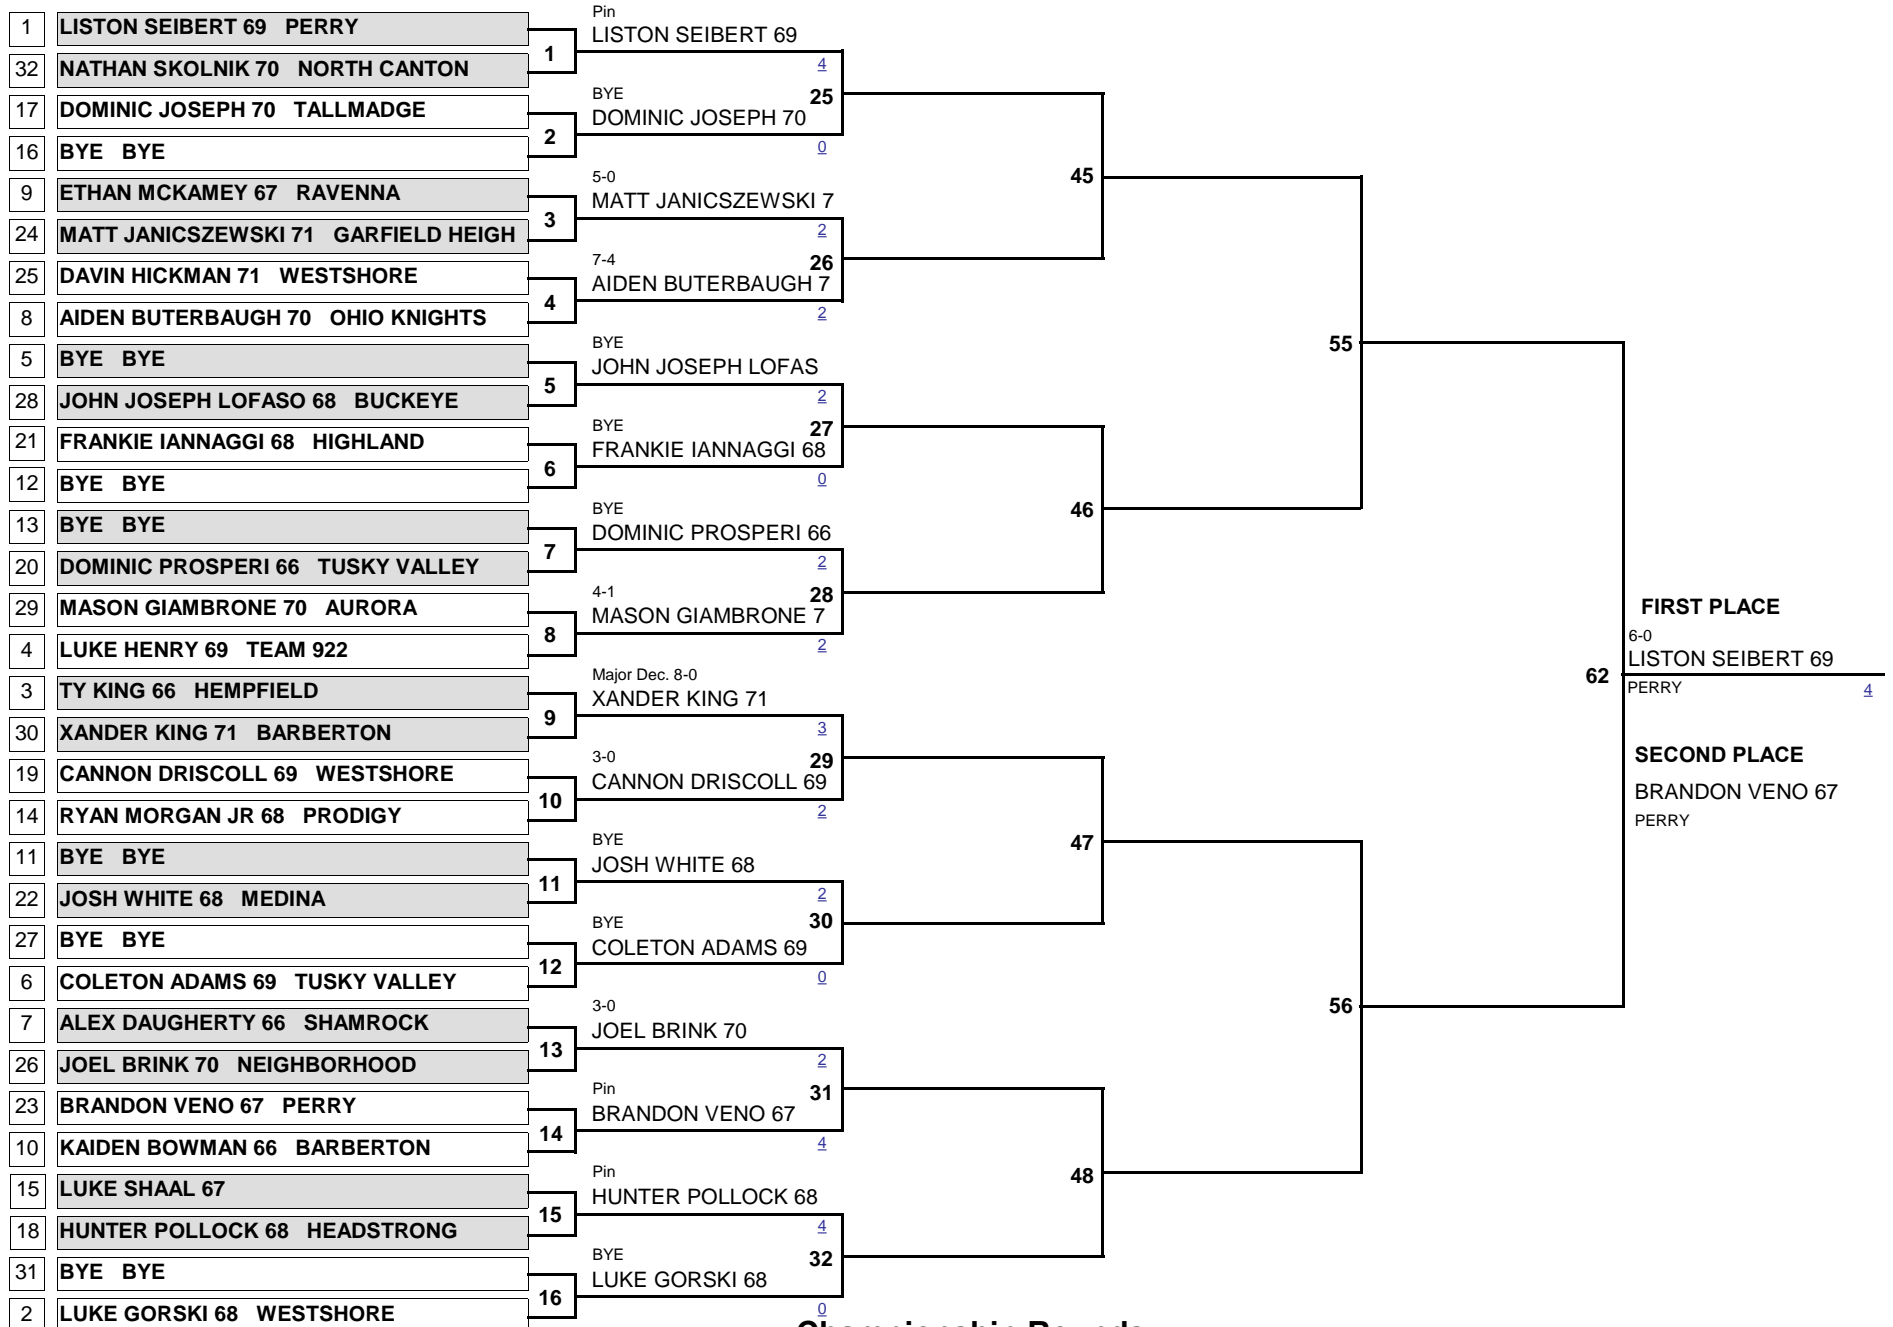 1 LISTON SEIBERT 69 PERRY
32 NATHAN SKOLNIK 70 NORTH CANTON
17 DOMINIC JOSEPH 70 TALLMADGE
16 BYE BYE
9 ETHAN MCKAMEY 67 RAVENNA
24 MATT JANICSZEWSKI 71 GARFIELD HEIGH
25 DAVIN HICKMAN 71 WESTSHORE
8 AIDEN BUTERBAUGH 70 OHIO KNIGHTS
5 BYE BYE
28 JOHN JOSEPH LOFASO 68 BUCKEYE
21 FRANKIE IANNAGGI 68 HIGHLAND
12 BYE BYE
13 BYE BYE
20 DOMINIC PROSPERI 66 TUSKY VALLEY
29 MASON GIAMBRONE 70 AURORA
4 LUKE HENRY 69 TEAM 922
3 TY KING 66 HEMPFIELD
30 XANDER KING 71 BARBERTON
19 CANNON DRISCOLL 69 WESTSHORE
14 RYAN MORGAN JR 68 PRODIGY
11 BYE BYE
22 JOSH WHITE 68 MEDINA
27 BYE BYE
6 COLETON ADAMS 69 TUSKY VALLEY
7 ALEX DAUGHERTY 66 SHAMROCK
26 JOEL BRINK 70 NEIGHBORHOOD
23 BRANDON VENO 67 PERRY
10 KAIDEN BOWMAN 66 BARBERTON
15 LUKE SHAAL 67
18 HUNTER POLLOCK 68 HEADSTRONG
31 BYE BYE
2 LUKE GORSKI 68 WESTSHORE
1
2
3
4
5
6
7
8
9
10
11
12
13
14
15
16
Pin
LISTON SEIBERT 69
4
BYE
25
DOMINIC JOSEPH 70
0
5-0
MATT JANICSZEWSKI 7
2
7-4
26
AIDEN BUTERBAUGH 7
2
BYE
JOHN JOSEPH LOFAS
2
BYE
27
FRANKIE IANNAGGI 68
0
BYE
DOMINIC PROSPERI 66
2
4-1
28
MASON GIAMBRONE 7
2
Major Dec. 8-0
XANDER KING 71
3
3-0
29
CANNON DRISCOLL 69
2
BYE
JOSH WHITE 68
2
BYE
30
COLETON ADAMS 69
0
3-0
JOEL BRINK 70
2
Pin
31
BRANDON VENO 67
4
Pin
HUNTER POLLOCK 68
4
BYE
32
LUKE GORSKI 68
0
45
46
47
48
55
56
62
FIRST PLACE
6-0
LISTON SEIBERT 69
PERRY 4
SECOND PLACE
BRANDON VENO 67
PERRY